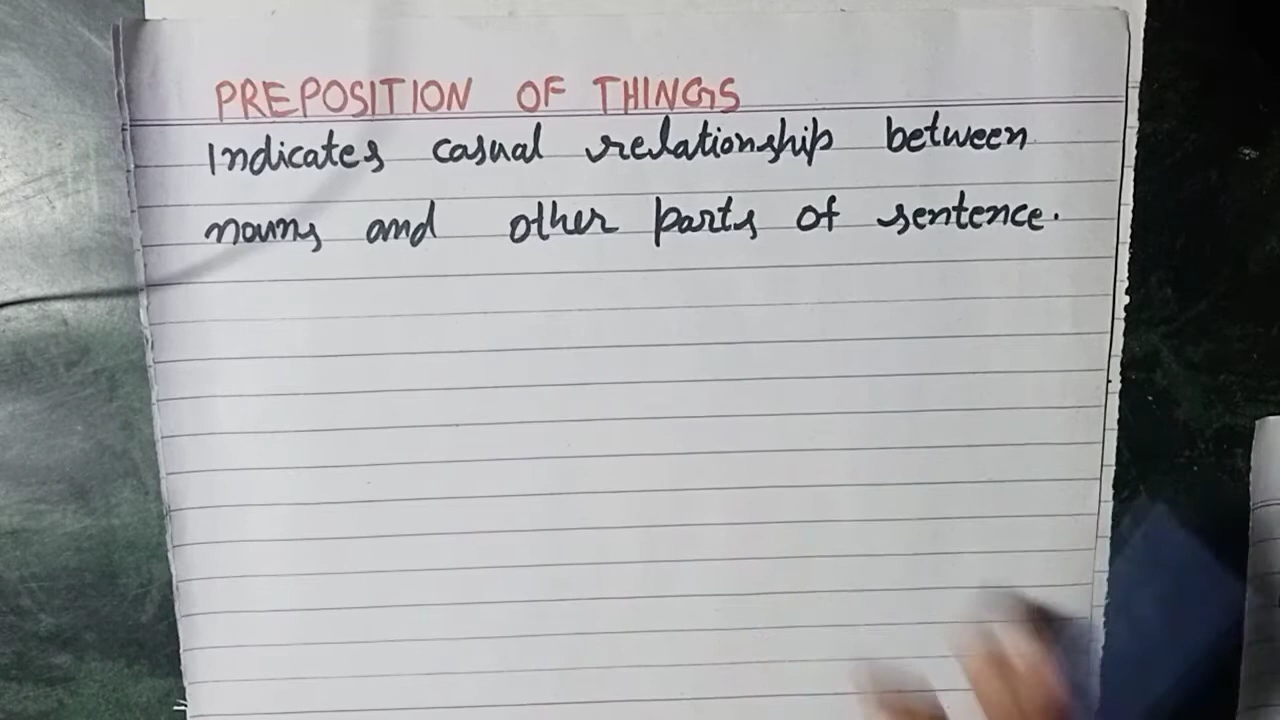 PREPOSITION OF THINGS
Indicates casual relationship between
nouns and other parts of sentence.